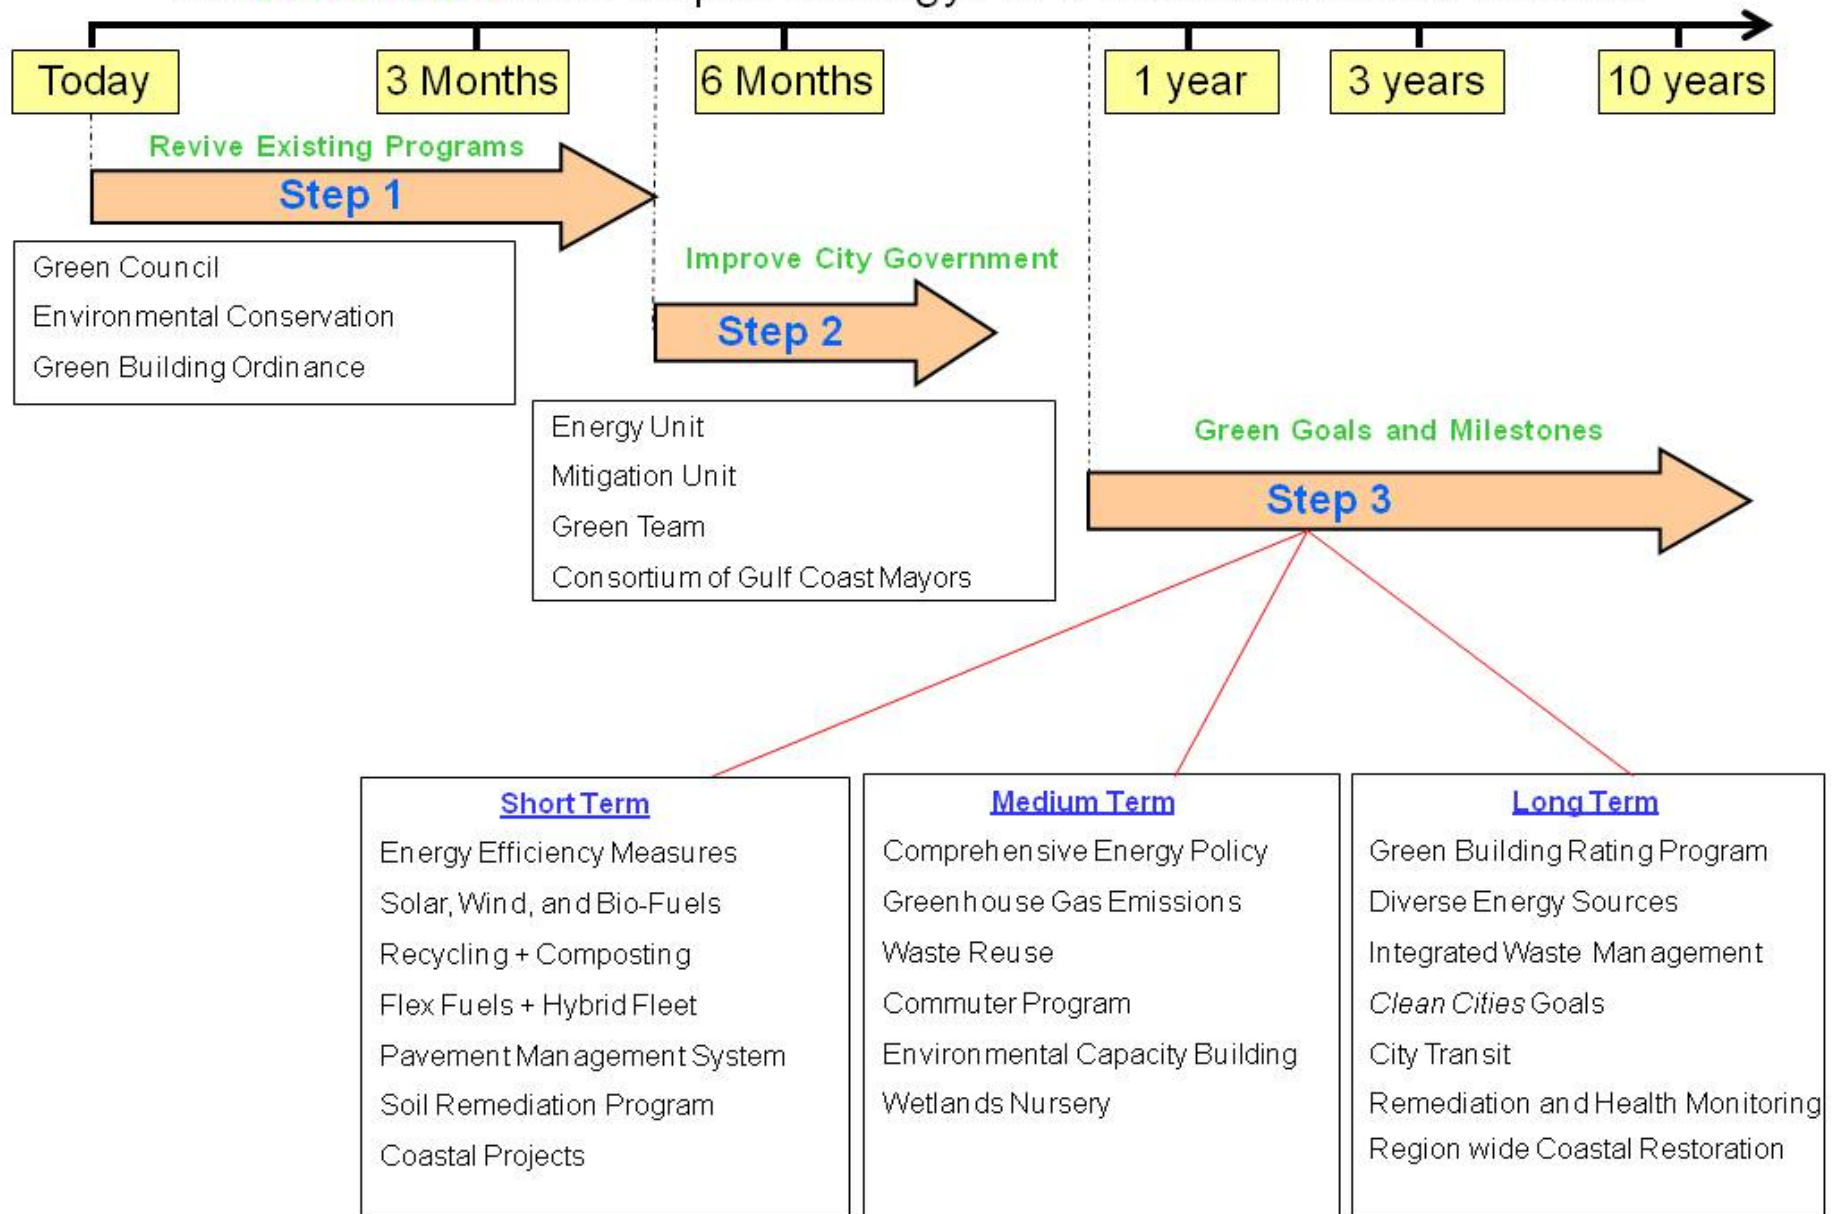 Today
3 Months
6 Months
1 year
3 years
10 years
Revive Existing Programs
Step 1
Green Council
Environmental Conservation
Green Building Ordinance
Improve City Government
Step 2
Energy Unit
Mitigation Unit
Green Team
Consortium of Gulf Coast Mayors
Green Goals and Milestones
Step 3
Short Term
Energy Efficiency Measures
Solar, Wind, and Bio-Fuels
Recycling + Composting
Flex Fuels + Hybrid Fleet
Pavement Management System
Soil Remediation Program
Coastal Projects
Medium Term
Comprehensive Energy Policy
Greenhouse Gas Emissions
Waste Reuse
Commuter Program
Environmental Capacity Building
Wetlands Nursery
Long Term
Green Building Rating Program
Diverse Energy Sources
Integrated Waste Management
Clean Cities Goals
City Transit
Remediation and Health Monitoring
Region wide Coastal Restoration